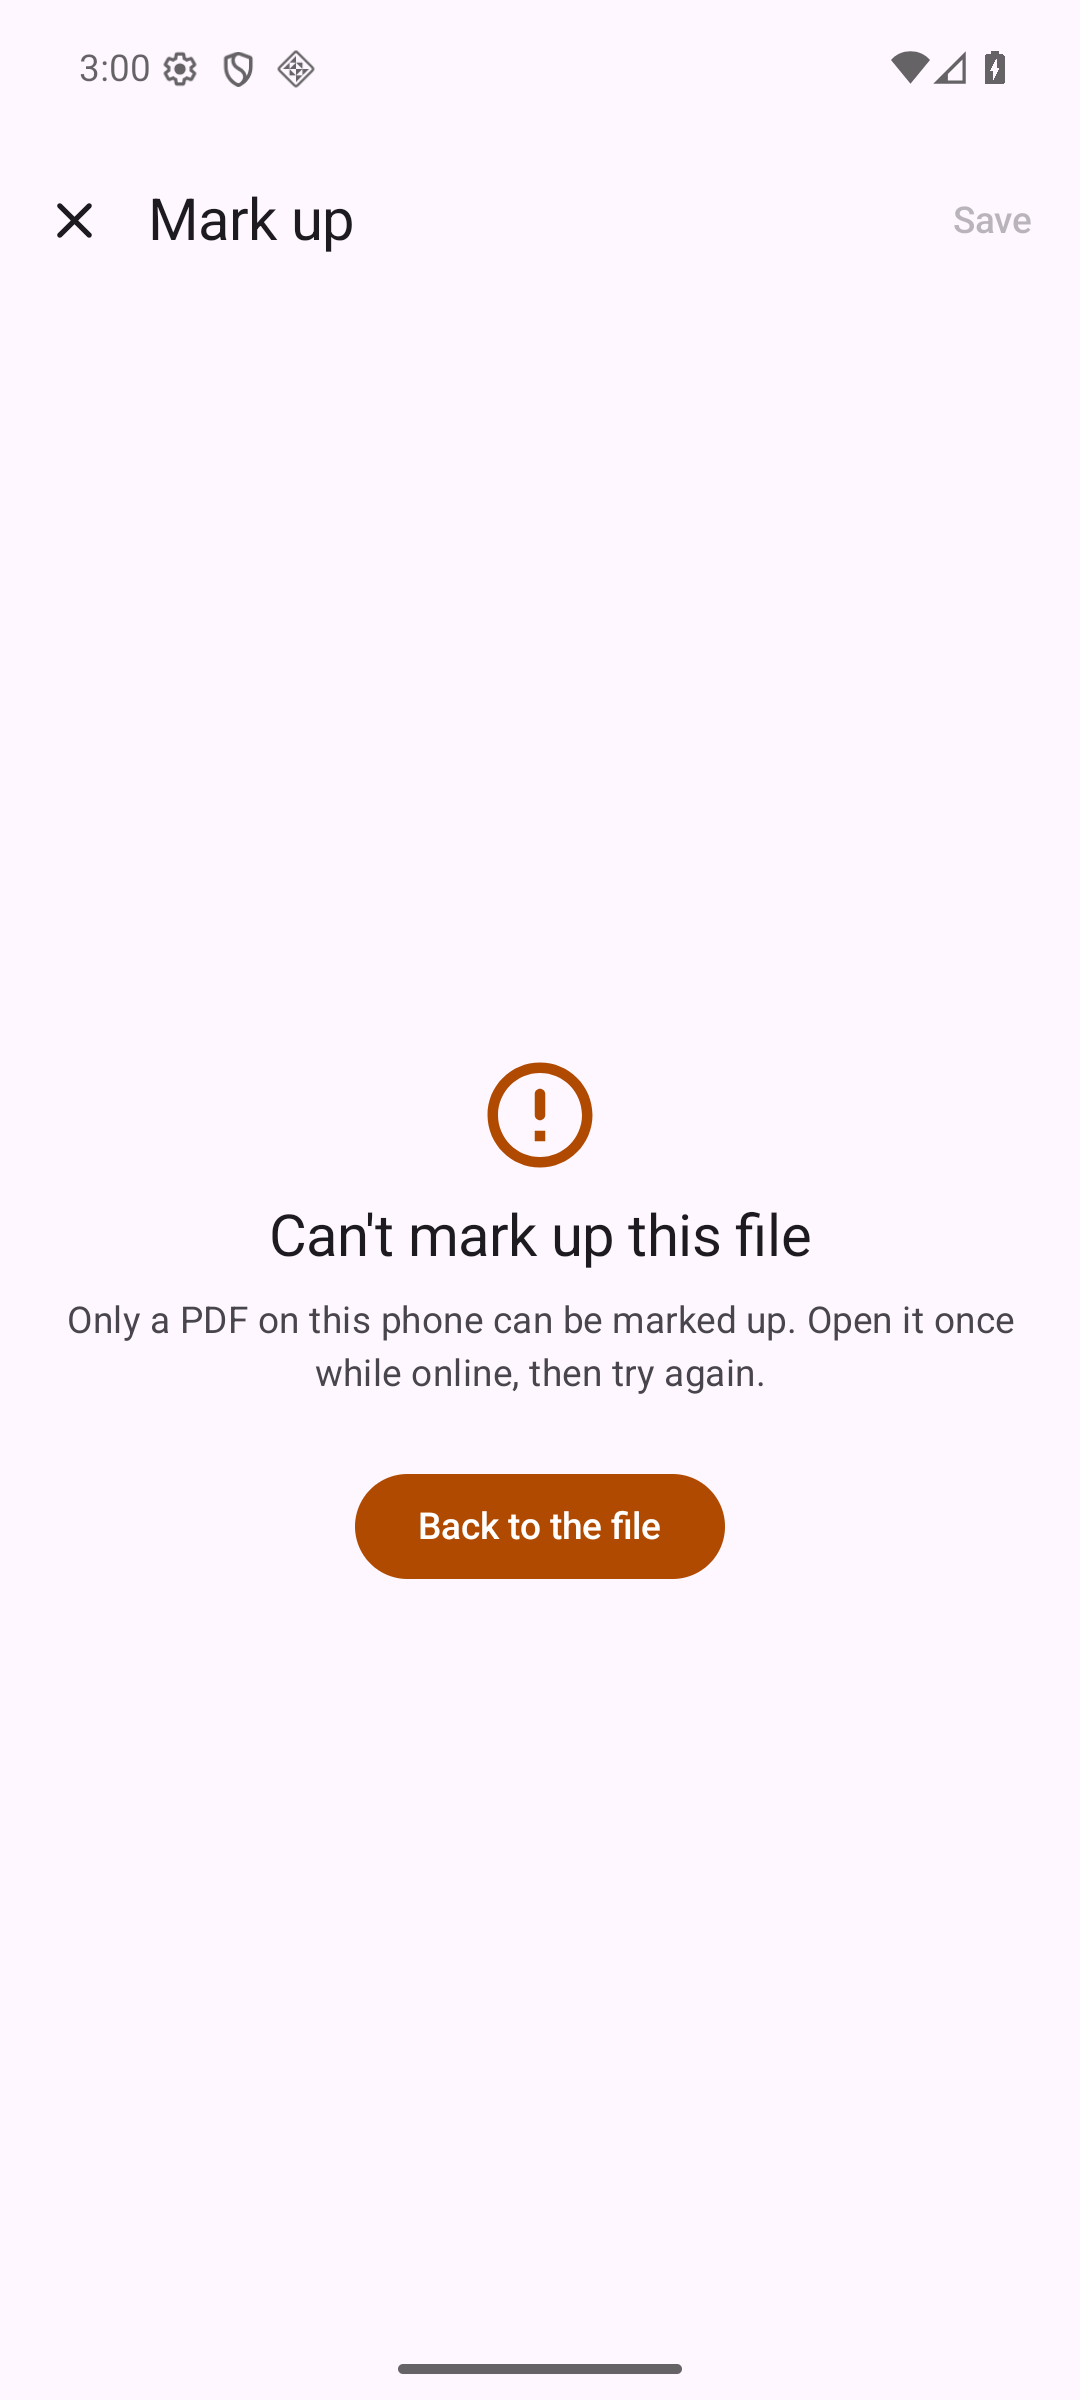 3:00
Mark up
Save
Can't mark up this file
Only a PDF on this phone can be marked up. Open it once
while online, then try again.
Back to the file